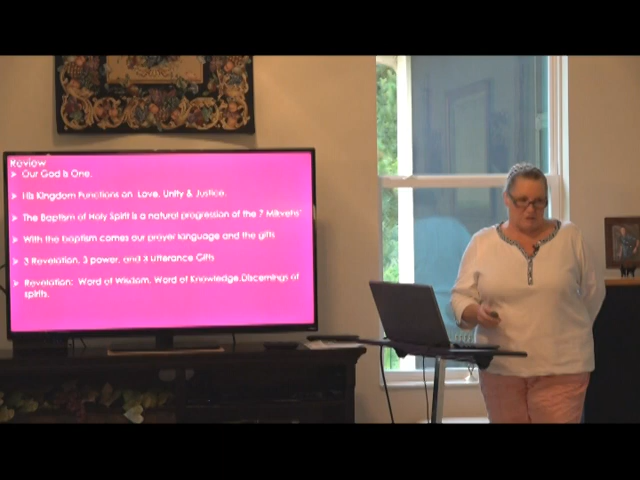 Review
Our God is One.
His Kingdom Functions on Love, Unity & Justice.
The Baptism of Holy Spirit is a natural progression of the 7 Mikvehs'
With the baptism comes our prayer language and the gifts
3 Revelation, 3 power, and 3 utterance Gifts
Revelation: Word of Wisdom, Word of Knowledge, Discernings of
spirits.